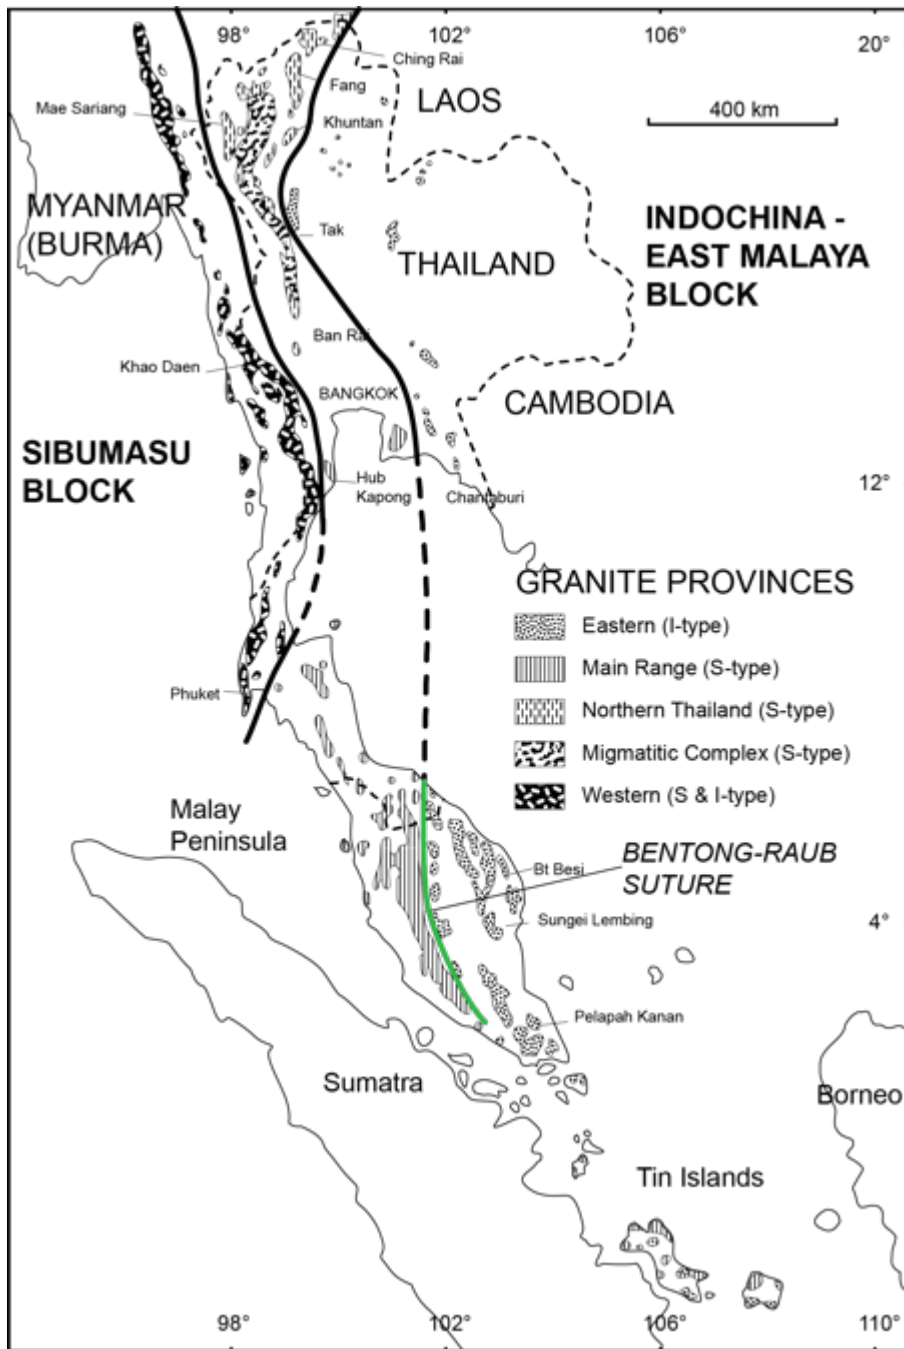 98°
102°
106°
20°
Ching Rai
Fang
LAOS
400 km
Mae Sariang
Khuntan
MYANMAR
(BURMA)
INDOCHINA -
EAST MALAYA
BLOCK
Tak
THAILAND
Ban Rai
Khao Daen
BANGKOK
CAMBODIA
SIBUMASU
BLOCK
Hub
Kapong
Chantaburi
12°
GRANITE PROVINCES
Eastern (I-type)
Main Range (S-type)
Northern Thailand (S-type)
Migmatitic Complex (S-type)
Western (S & I-type)
Phuket
Malay
Peninsula
BENTONG-RAUB
SUTURE
Bt Besi
Sungei Lembing
4°
Pelapah Kanan
Sumatra
Borneo
Tin Islands
98°
102°
106°
110°